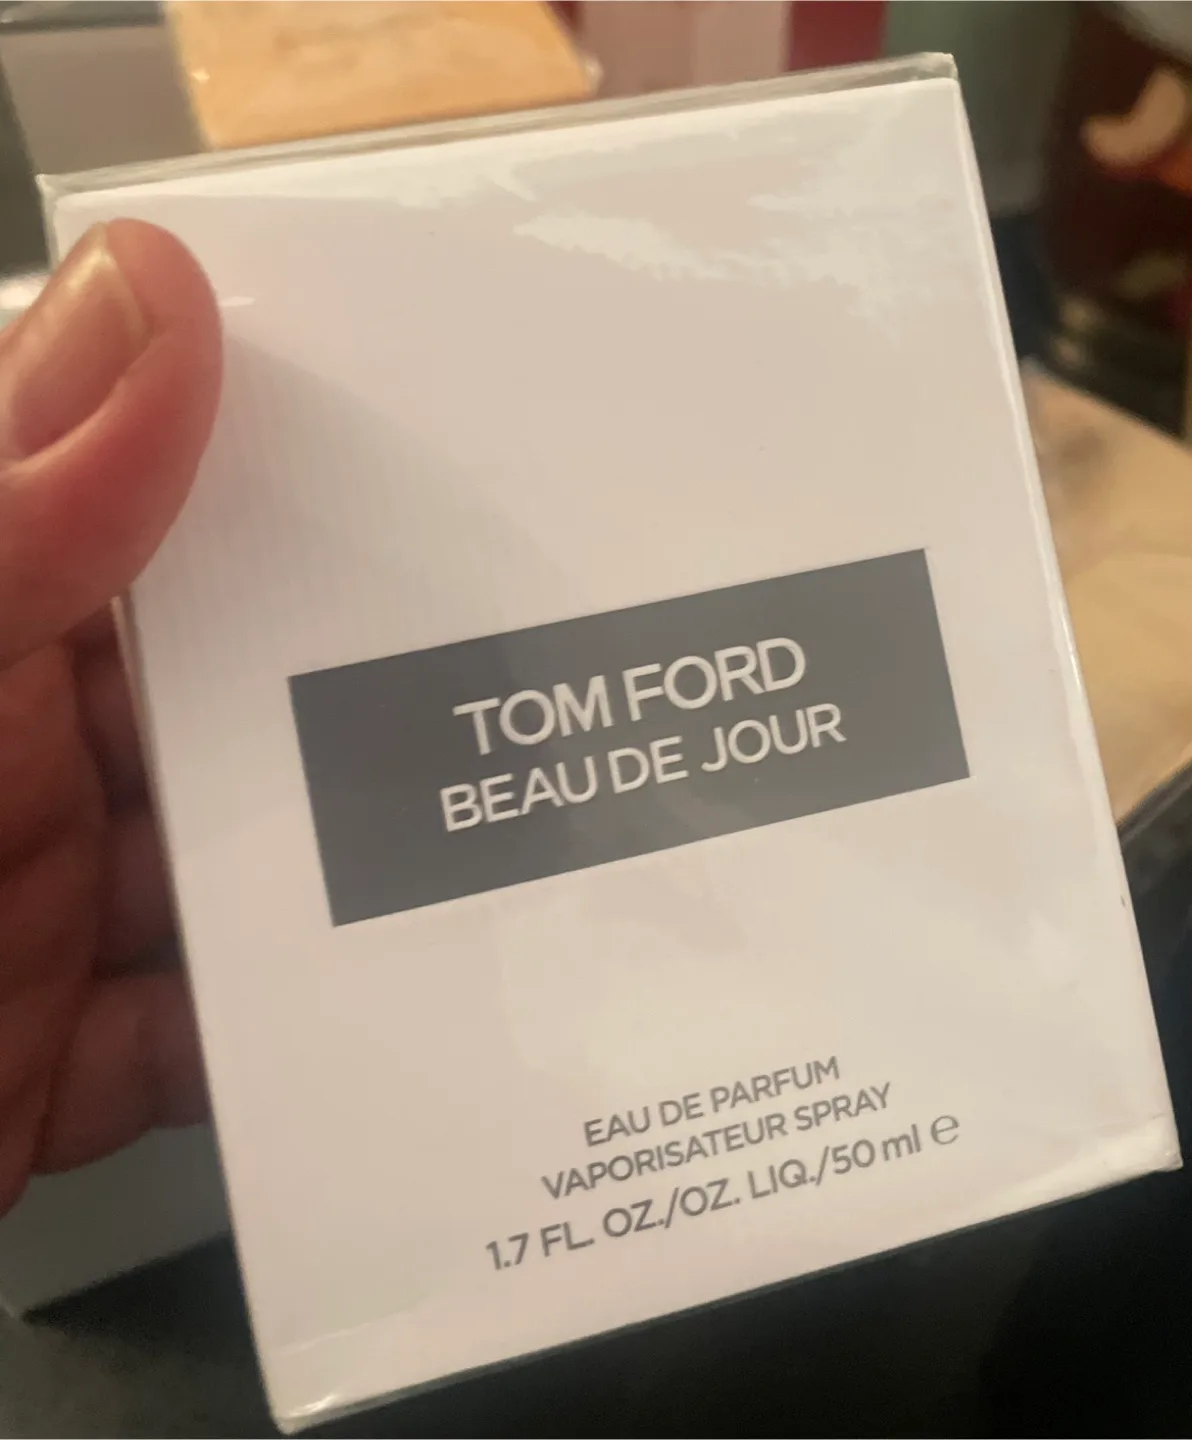 TOM FORD
BEAU DE JOUR
EAU DE PARFUM
VAPORISATEUR SPRAY
1.7 FL. OZ./OZ. LIQ./50 ml ℮